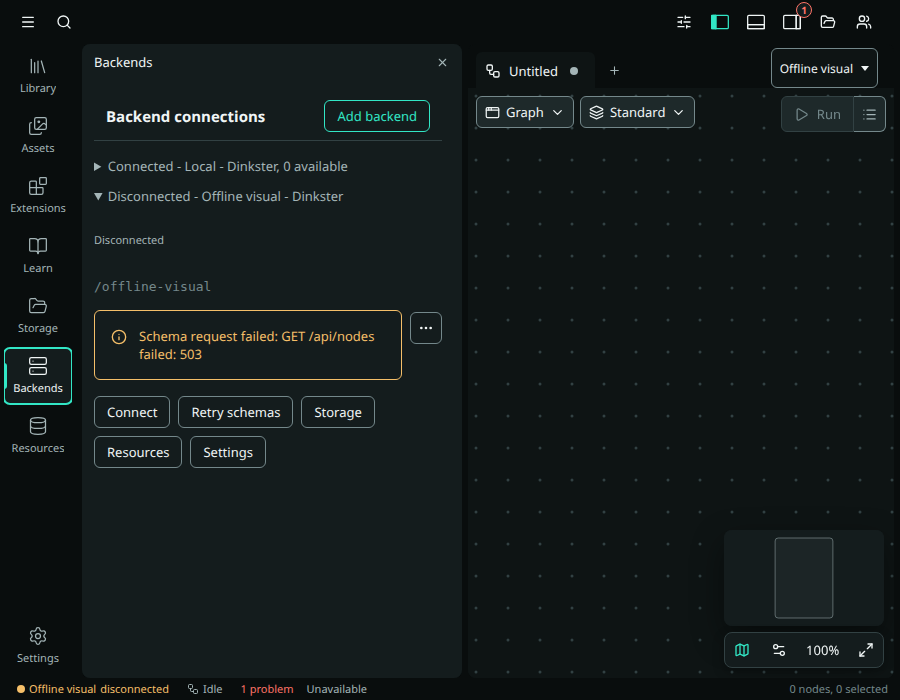 1
Library
Assets
Extensions
Learn
Storage
Backends
Resources
Settings
Backends
Backend connections
Add backend
Connected - Local - Dinkster, 0 available
Disconnected - Offline visual - Dinkster
Disconnected
/offline-visual
Schema request failed: GET /api/nodes
failed: 503
Connect
Retry schemas
Storage
Resources
Settings
Untitled
Offline visual
Graph
Standard
Run
100%
Offline visual disconnected
Idle
1 problem
Unavailable
0 nodes, 0 selected